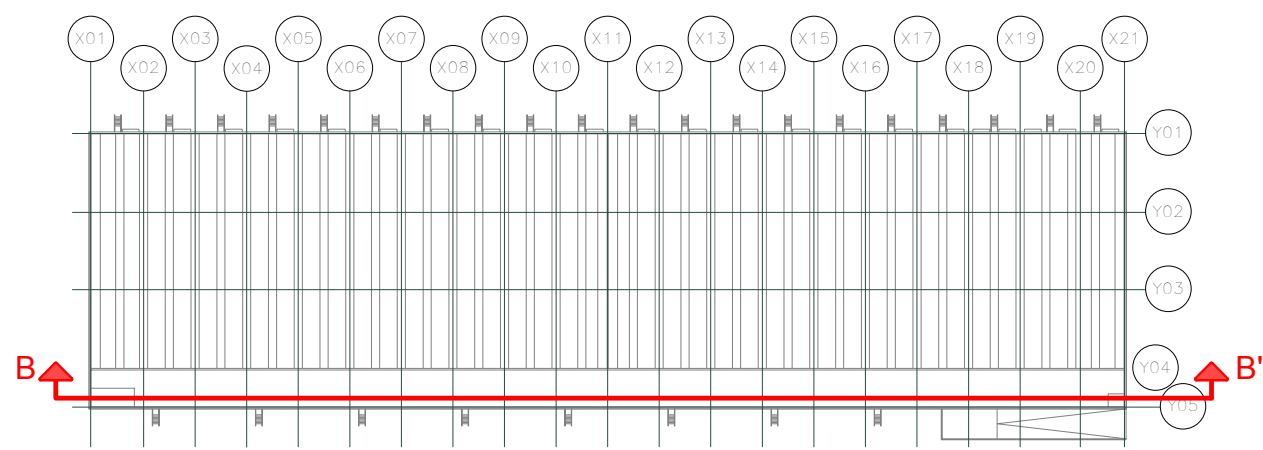 X01 X03 X05 X07 X09 X11 X13 X15 X17 X19 X21
X02 X04 X06 X08 X10 X12 X14 X16 X18 X20
Y01
Y02
Y03
B Y04 B'
Y05